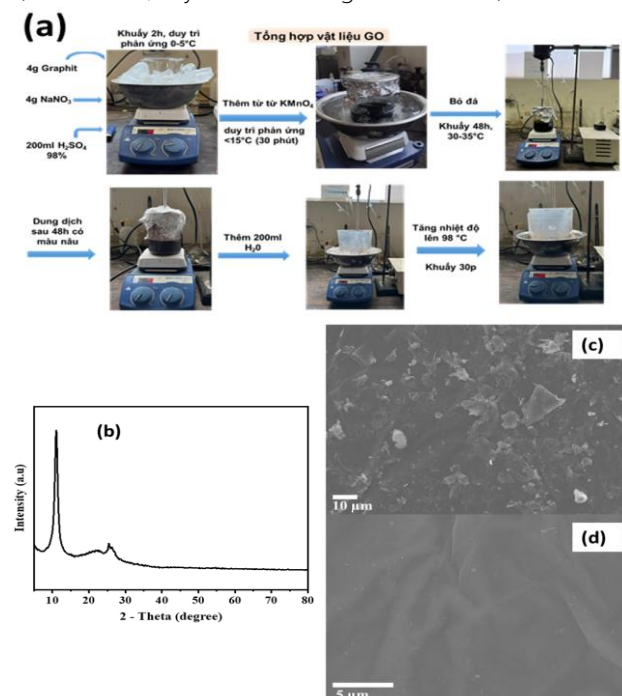 (a)
Khuấy 2h, duy trì
phản ứng 0-5°C
Tổng hợp vật liệu GO
4g Graphit
4g NaNO₃
200ml H₂SO₄
98%
Thêm từ từ KMnO₄
duy trì phản ứng
<15°C (30 phút)
Bỏ đá
Khuấy 48h,
30-35°C
Dung dịch
sau 48h có
màu nâu
Thêm 200ml
H₂0
Tăng nhiệt độ
lên 98 °C
Khuấy 30p
(b)
Intensity (a.u)
10 20 30 40 50 60 70 80
2 - Theta (degree)
(c)
10 µm
(d)
5 µm